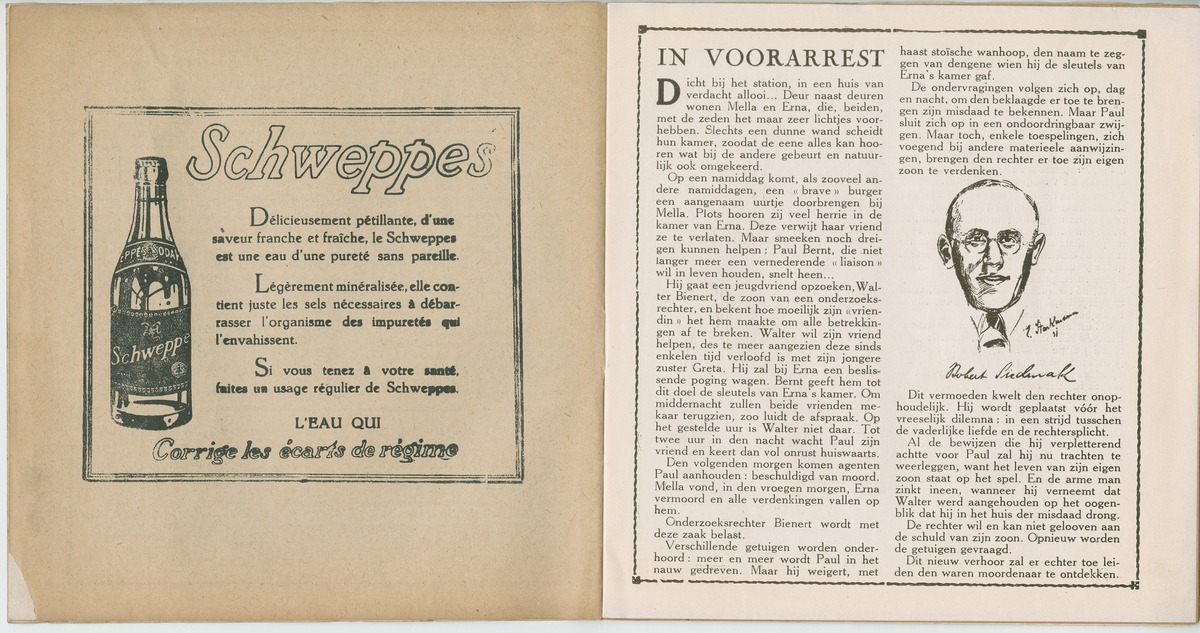 Schweppes
Délicieusement pétillante, d'une
saveur franche et fraîche, le Schweppes
est une eau d'une pureté sans pareille.
Légèrement minéralisée, elle con-
tient juste les sels nécessaires à débar-
rasser l'organisme des impuretés qui
l'envahissent.
Si vous tenez à votre santé,
faites un usage régulier de Schweppes.
L'EAU QUI
Corrige les écarts de régime
PPE'S SODA
Schweppe
IN VOORARREST
Dicht bij het station, in een huis van
verdacht allooi... Deur naast deuren
wonen Mella en Erna, die, beiden,
met de zeden het maar zeer lichtjes voor-
hebben. Slechts een dunne wand scheidt
hun kamer, zoodat de eene alles kan hoo-
ren wat bij de andere gebeurt en natuur-
lijk ook omgekeerd.
Op een namiddag komt, als zooveel an-
dere namiddagen, een « brave » burger
een aangenaam uurtje doorbrengen bij
Mella. Plots hooren zij veel herrie in de
kamer van Erna. Deze verwijt haar vriend
ze te verlaten. Maar smeeken noch drei-
gen kunnen helpen : Paul Bernt, die niet
langer meer een vernederende « liaison »
wil in leven houden, snelt heen...
Hij gaat een jeugdvriend opzoeken, Wal-
ter Bienert, de zoon van een onderzoeks-
rechter, en bekent hoe moeilijk zijn «vrien-
din » het hem maakte om alle betrekkin-
gen af te breken. Walter wil zijn vriend
helpen, des te meer aangezien deze sinds
enkelen tijd verloofd is met zijn jongere
zuster Greta. Hij zal bij Erna een beslis-
sende poging wagen. Bernt geeft hem tot
dit doel de sleutels van Erna's kamer. Om
middernacht zullen beide vrienden me-
kaar terugzien, zoo luidt de afspraak. Op
het gestelde uur is Walter niet daar. Tot
twee uur in den nacht wacht Paul zijn
vriend en keert dan vol onrust huiswaarts.
Den volgenden morgen komen agenten
Paul aanhouden : beschuldigd van moord.
Mella vond, in den vroegen morgen, Erna
vermoord en alle verdenkingen vallen op
hem.
Onderzoeksrechter Bienert wordt met
deze zaak belast.
Verschillende getuigen worden onder-
hoord : meer en meer wordt Paul in het
nauw gedreven. Maar hij weigert, met
haast stoïsche wanhoop, den naam te zeg-
gen van dengene wien hij de sleutels van
Erna's kamer gaf.
De ondervragingen volgen zich op, dag
en nacht, om den beklaagde er toe te bren-
gen zijn misdaad te bekennen. Maar Paul
sluit zich op in een ondoordringbaar zwij-
gen. Maar toch, enkele toespelingen, zich
voegend bij andere materieele aanwijzin-
gen, brengen den rechter er toe zijn eigen
zoon te verdenken.
Robert Siodmak
Dit vermoeden kwelt den rechter onop-
houdelijk. Hij wordt geplaatst vóór het
vreeselijk dilemna : in een strijd tusschen
de vaderlijke liefde en de rechtersplicht.
Al de bewijzen die hij verpletterend
achtte voor Paul zal hij nu trachten te
weerleggen, want het leven van zijn eigen
zoon staat op het spel. En de arme man
zinkt ineen, wanneer hij verneemt dat
Walter werd aangehouden op het oogen-
blik dat hij in het huis der misdaad drong.
De rechter wil en kan niet gelooven aan
de schuld van zijn zoon. Opnieuw worden
de getuigen gevraagd.
Dit nieuw verhoor zal er echter toe lei-
den den waren moordenaar te ontdekken.